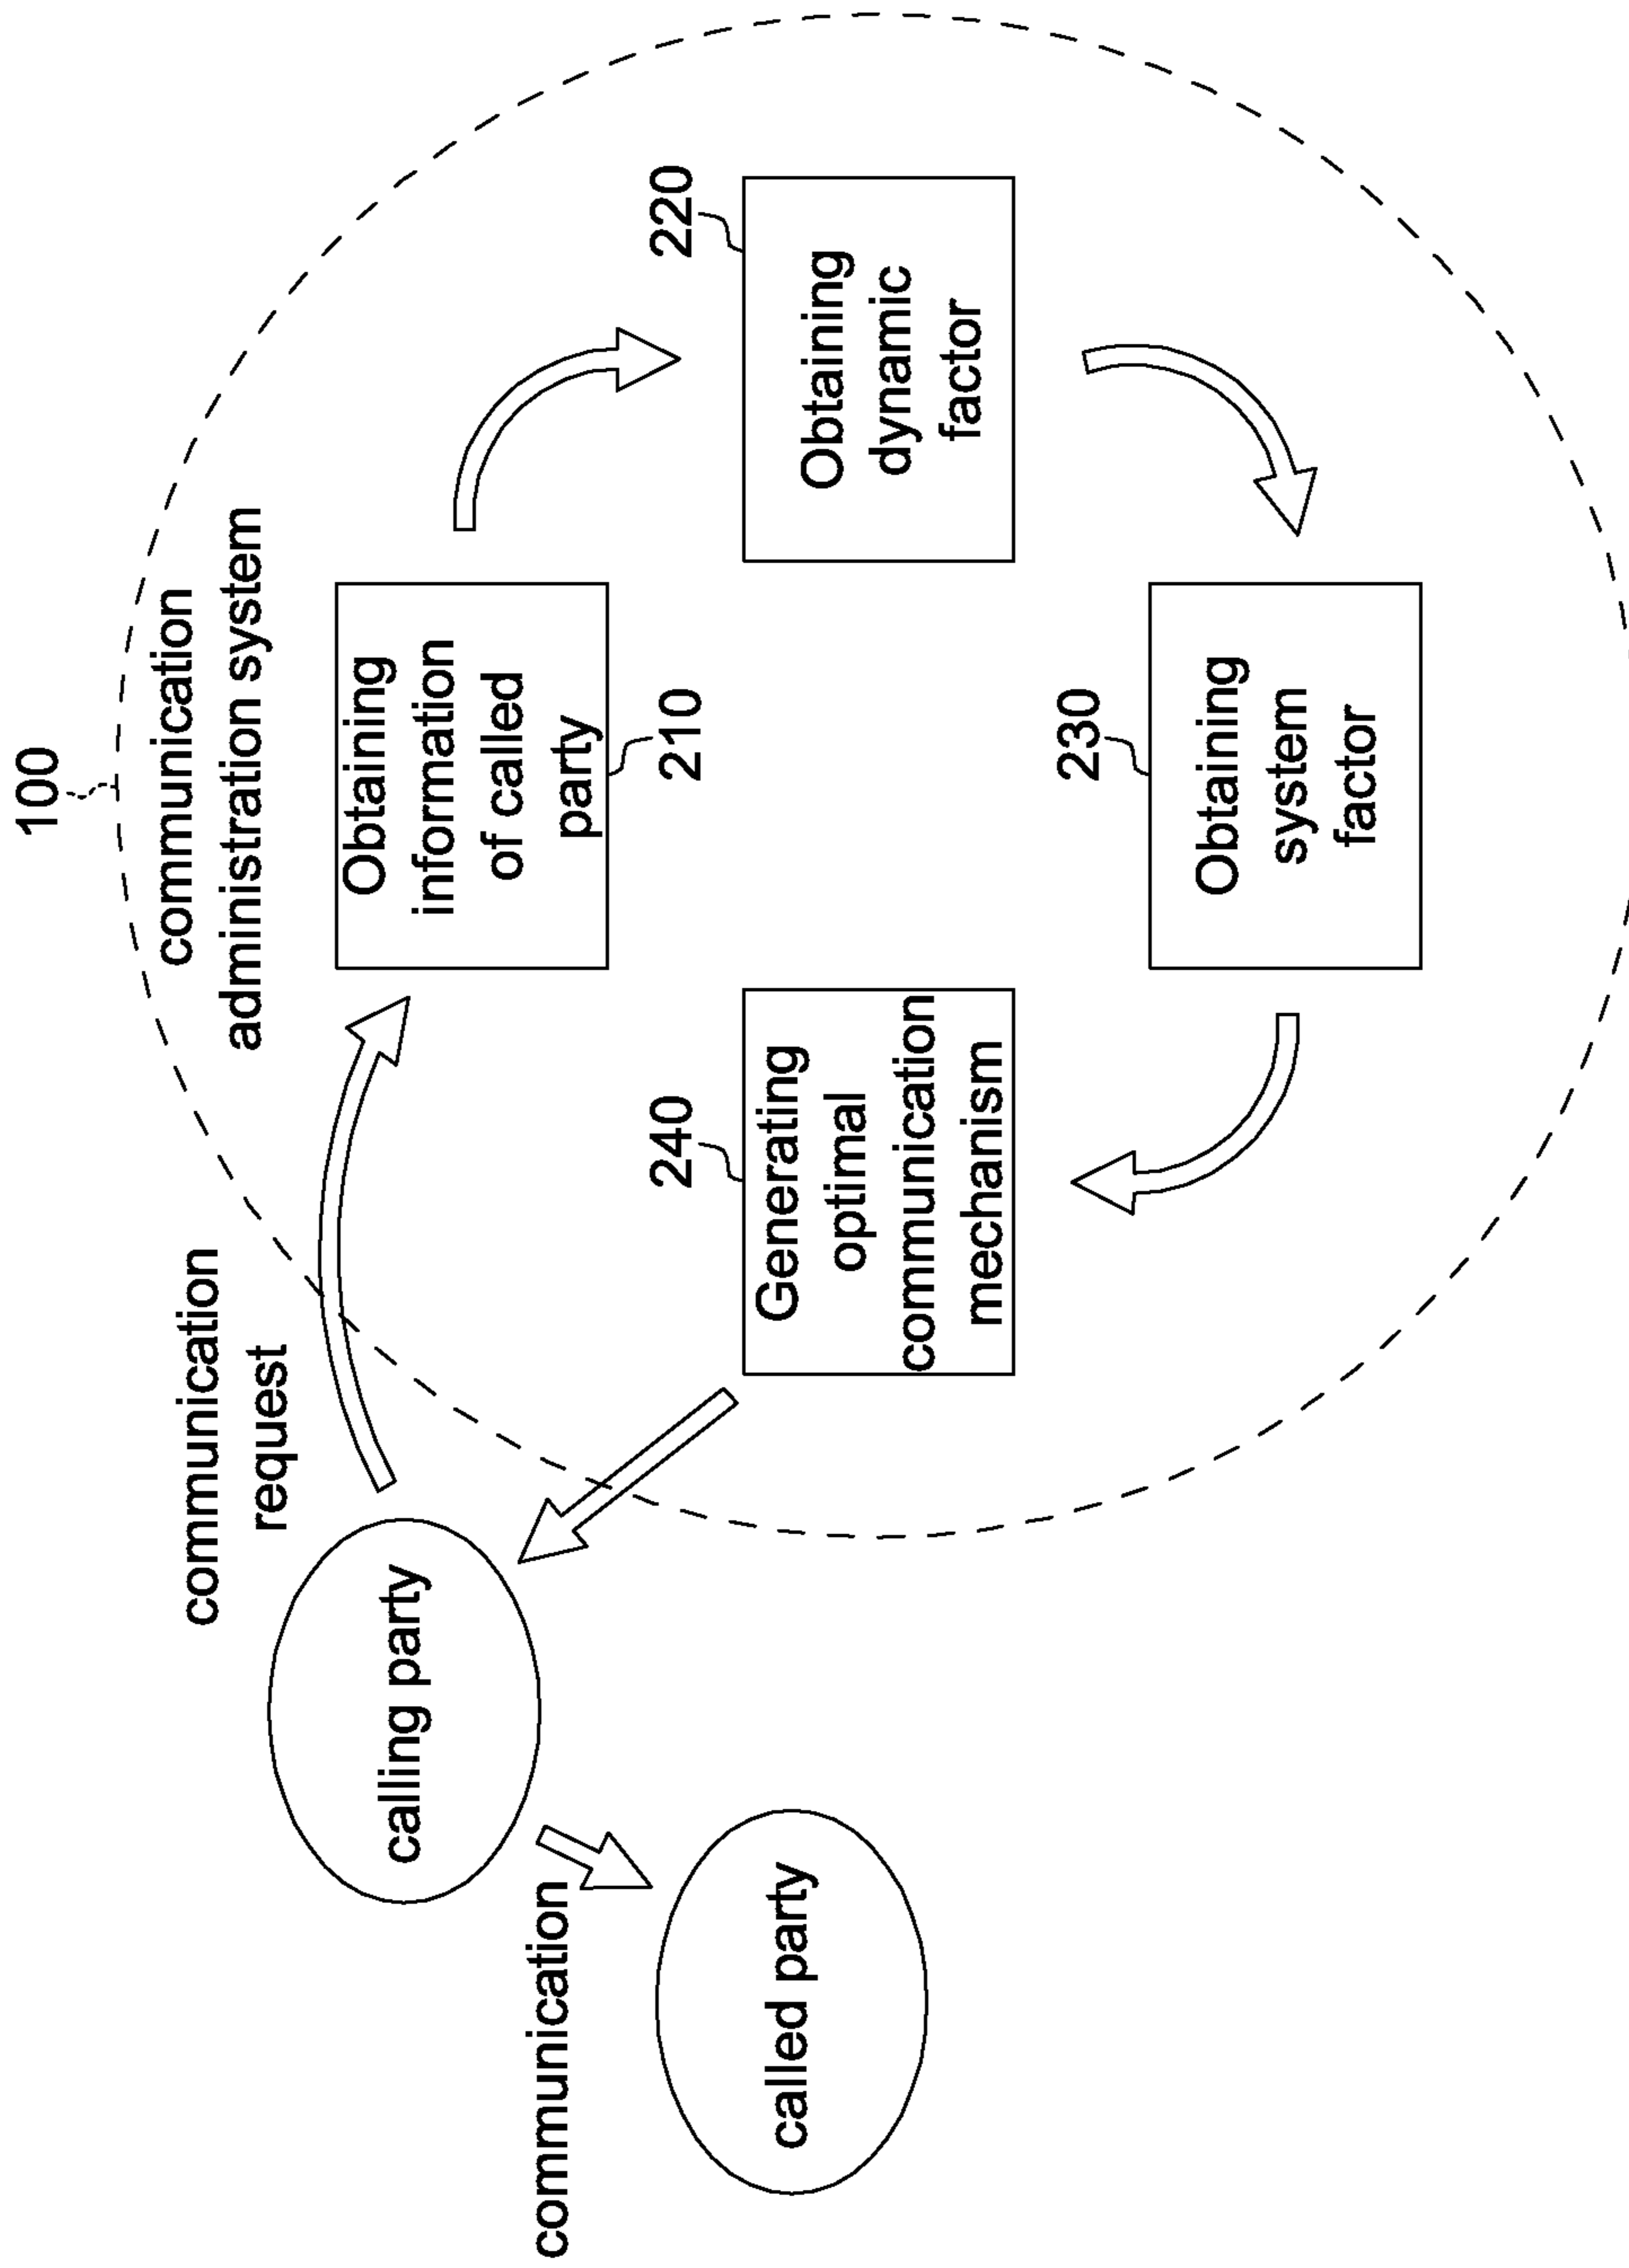 100
communication
administration system
communication
request
Obtaining
information
of called
party
210
220
Obtaining
dynamic
factor
230
Obtaining
system
factor
240
Generating
optimal
communication
mechanism
calling party
communication
called party